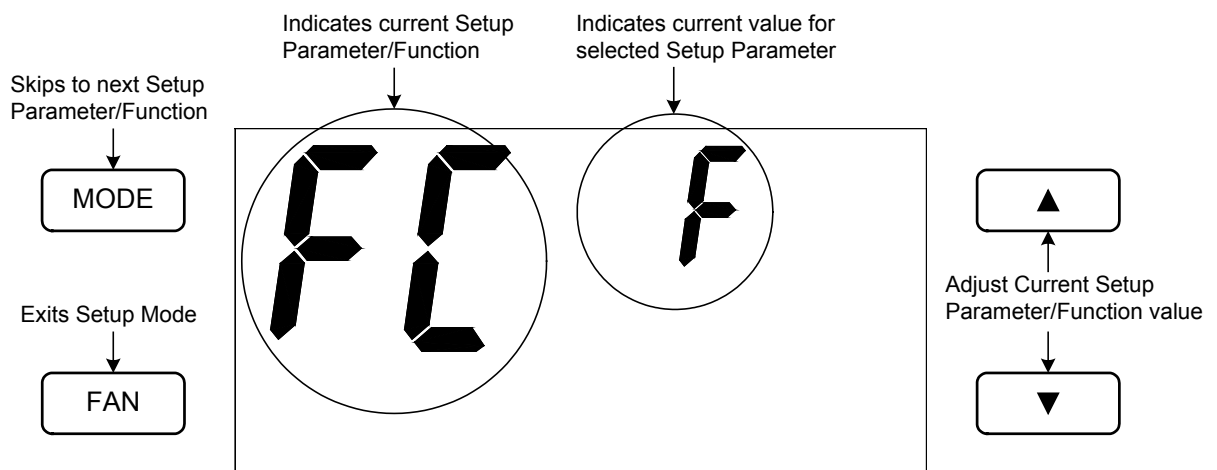 Indicates current Setup
Parameter/Function
Indicates current value for
selected Setup Parameter
Skips to next Setup
Parameter/Function
MODE
FC
F
▲
Adjust Current Setup
Parameter/Function value
Exits Setup Mode
FAN
▼